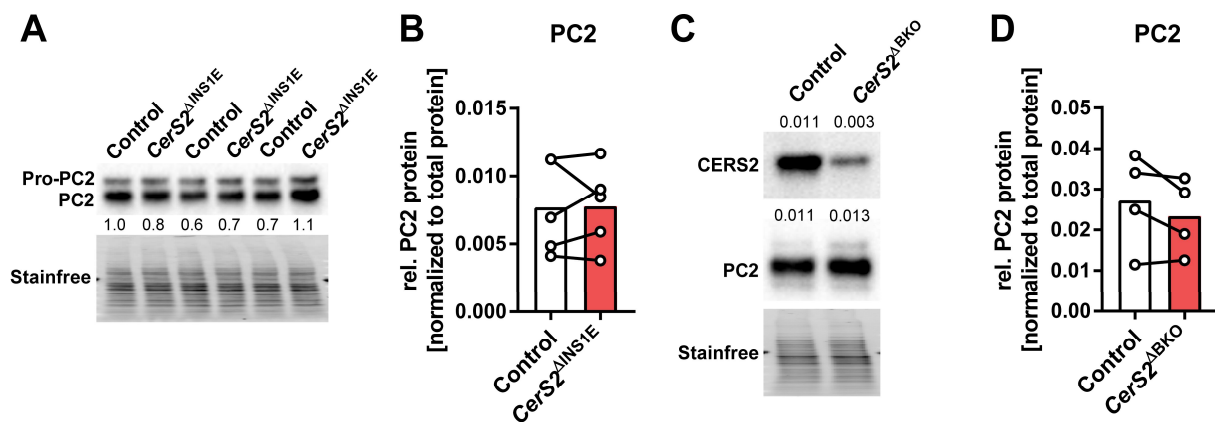 A
Control
CerS2ΔINS1E
Control
CerS2ΔINS1E
Control
CerS2ΔINS1E
Pro-PC2
PC2
1.0 0.8 0.6 0.7 0.7 1.1
Stainfree
B
PC2
rel. PC2 protein
[normalized to total protein]
0.015
0.010
0.005
0.000
Control
CerS2ΔINS1E
C
Control
CerS2ΔBKO
0.011 0.003
CERS2
0.011 0.013
PC2
Stainfree
D
PC2
rel. PC2 protein
[normalized to total protein]
0.05
0.04
0.03
0.02
0.01
0.00
Control
CerS2ΔBKO